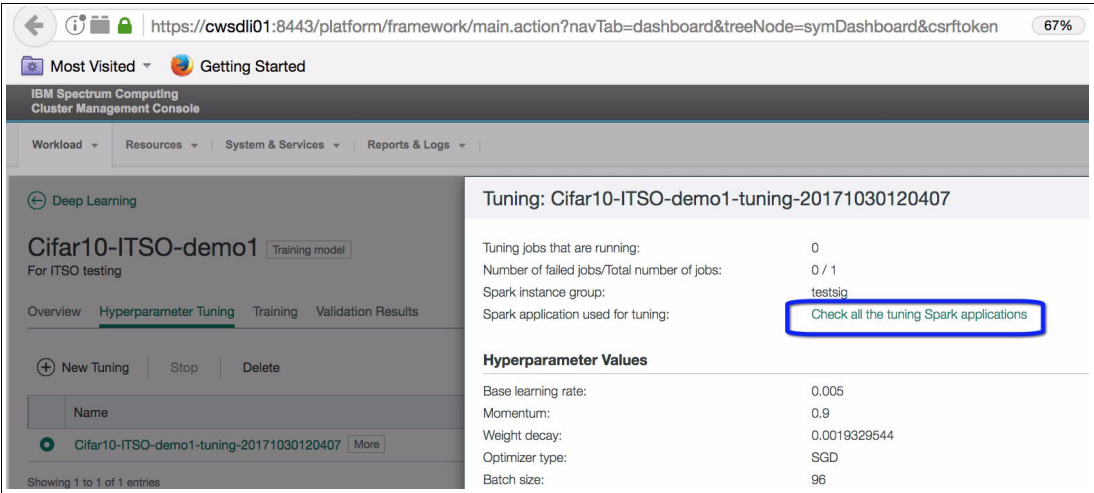 https://cwsdli01:8443/platform/framework/main.action?navTab=dashboard&treeNode=symDashboard&csrftoken 67%
Most Visited Getting Started
IBM Spectrum Computing
Cluster Management Console
Workload Resources System & Services Reports & Logs
Deep Learning
Cifar10-ITSO-demo1 Training model
For ITSO testing
Overview Hyperparameter Tuning Training Validation Results
New Tuning Stop Delete
Name
Cifar10-ITSO-demo1-tuning-20171030120407 More
Showing 1 to 1 of 1 entries
Tuning: Cifar10-ITSO-demo1-tuning-20171030120407
Tuning jobs that are running: 0
Number of failed jobs/Total number of jobs: 0 / 1
Spark instance group: testsig
Spark application used for tuning: Check all the tuning Spark applications
Hyperparameter Values
Base learning rate: 0.005
Momentum: 0.9
Weight decay: 0.0019329544
Optimizer type: SGD
Batch size: 96